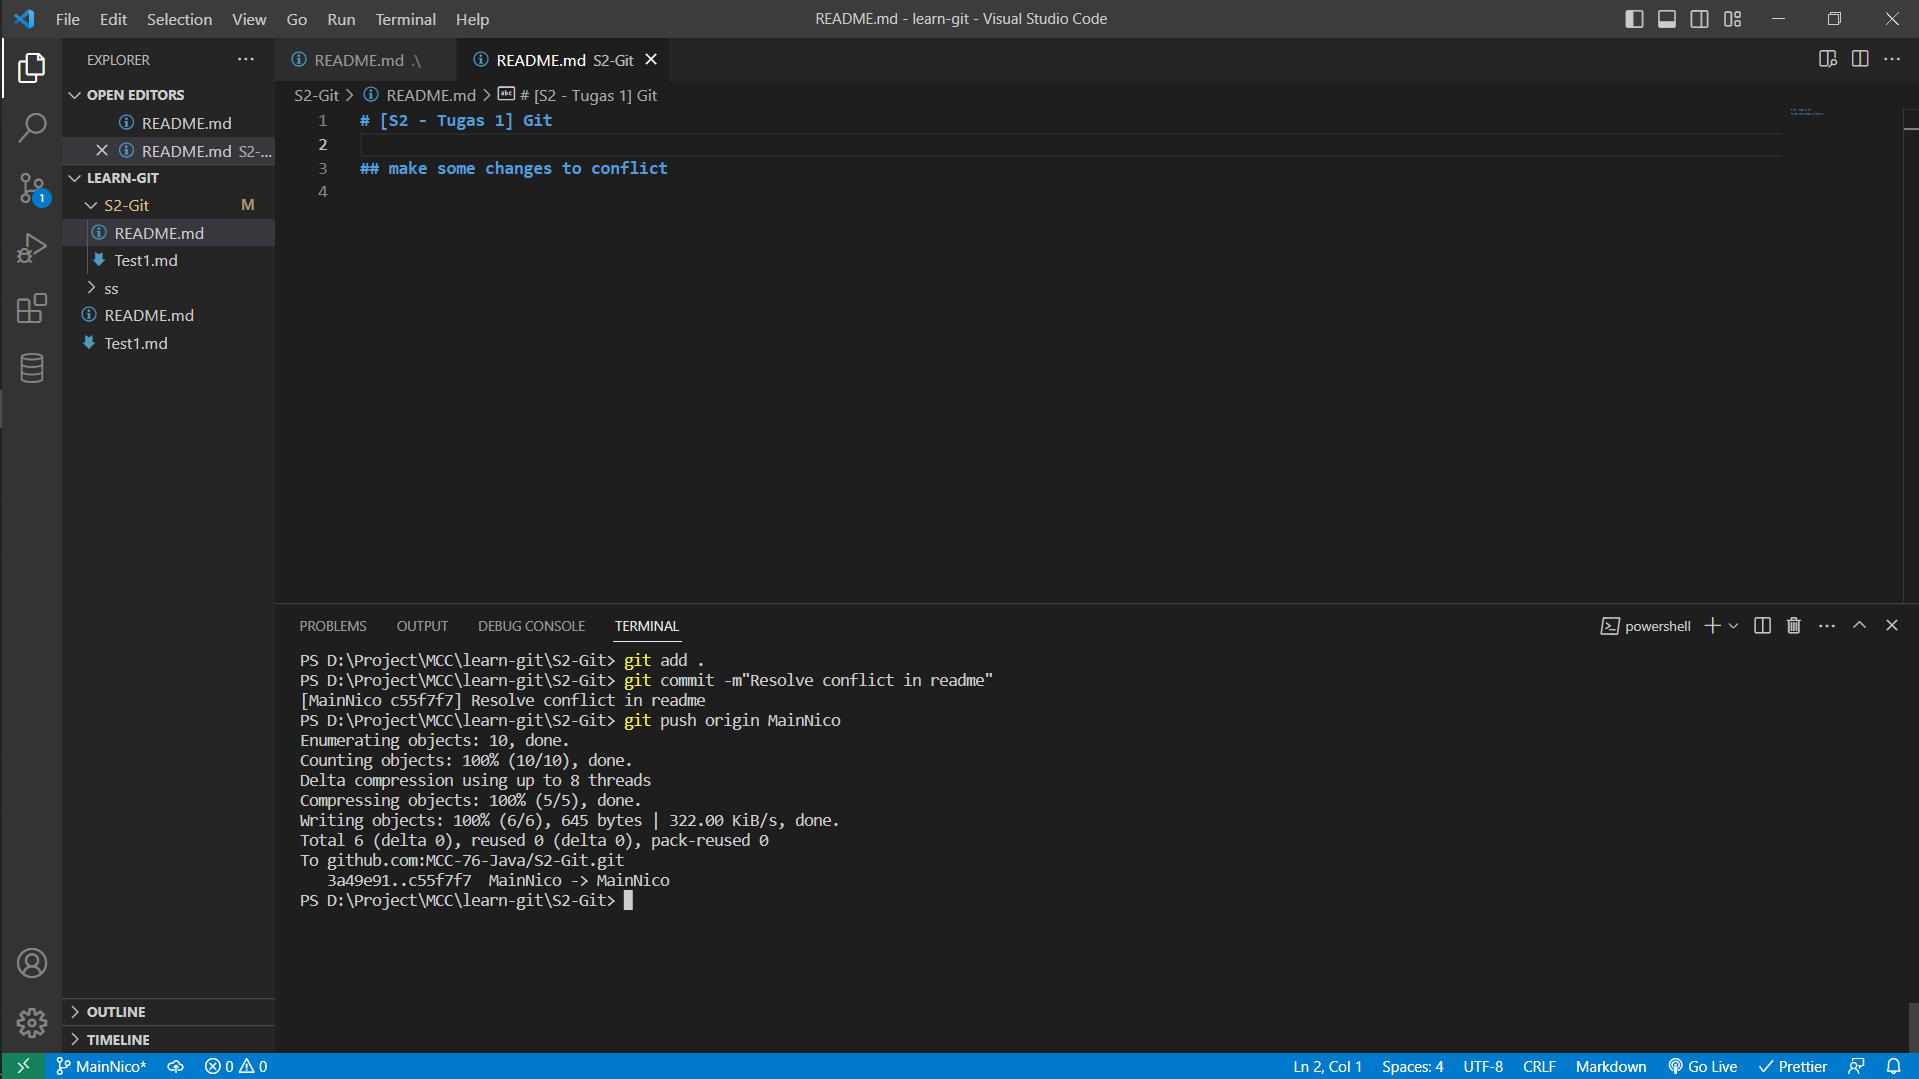 File Edit Selection View Go Run Terminal Help
README.md - learn-git - Visual Studio Code
EXPLORER
OPEN EDITORS
README.md
README.md S2-...
LEARN-GIT
S2-Git M
README.md
Test1.md
ss
README.md
Test1.md
OUTLINE
TIMELINE
1
README.md .\
README.md S2-Git
S2-Git > README.md > # [S2 - Tugas 1] Git
1 # [S2 - Tugas 1] Git
2
3 ## make some changes to conflict
4
PROBLEMS OUTPUT DEBUG CONSOLE TERMINAL
powershell
PS D:\Project\MCC\learn-git\S2-Git> git add .
PS D:\Project\MCC\learn-git\S2-Git> git commit -m"Resolve conflict in readme"
[MainNico c55f7f7] Resolve conflict in readme
PS D:\Project\MCC\learn-git\S2-Git> git push origin MainNico
Enumerating objects: 10, done.
Counting objects: 100% (10/10), done.
Delta compression using up to 8 threads
Compressing objects: 100% (5/5), done.
Writing objects: 100% (6/6), 645 bytes | 322.00 KiB/s, done.
Total 6 (delta 0), reused 0 (delta 0), pack-reused 0
To github.com:MCC-76-Java/S2-Git.git
3a49e91..c55f7f7  MainNico -> MainNico
PS D:\Project\MCC\learn-git\S2-Git>
MainNico* 0 0
Ln 2, Col 1 Spaces: 4 UTF-8 CRLF Markdown Go Live Prettier